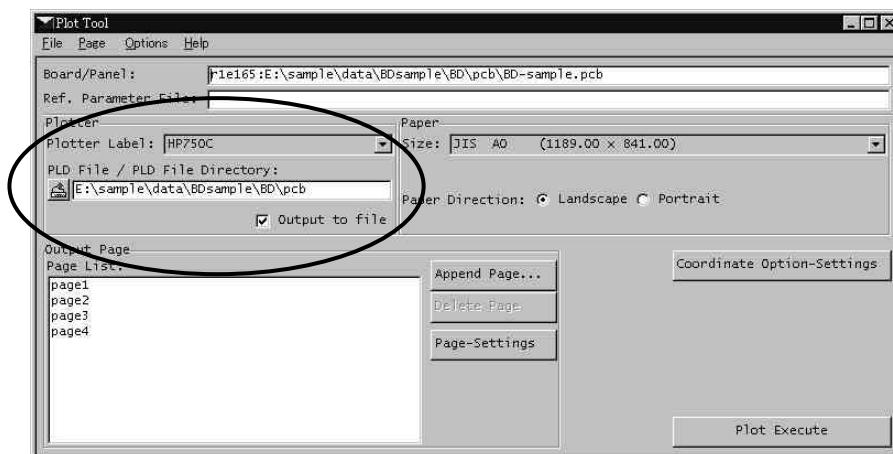 Plot Tool
File Page Options Help
Board/Panel: r1e165:E:\sample\data\BDsample\BD\pcb\BD-sample.pcb
Ref. Parameter File:
Plotter
Plotter Label: HP750C
PLD File / PLD File Directory:
E:\sample\data\BDsample\BD\pcb
Output to file
Paper
Size: JIS A0 (1189.00 × 841.00)
Paper Direction: Landscape Portrait
Output Page
Page List:
page1
page2
page3
page4
Append Page...
Delete Page
Page-Settings
Coordinate Option-Settings
Plot Execute